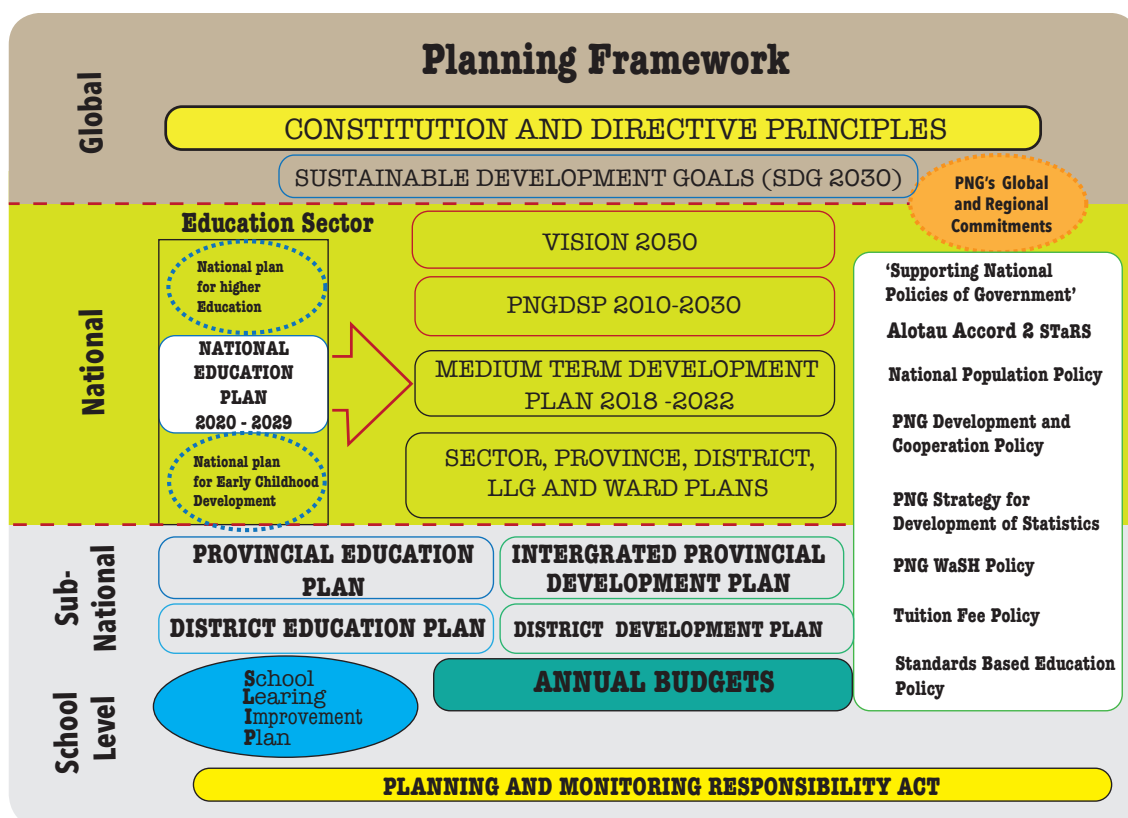 Planning Framework
Global
CONSTITUTION AND DIRECTIVE PRINCIPLES
SUSTAINABLE DEVELOPMENT GOALS (SDG 2030)
PNG's Global
and Regional
Commitments
National
Education Sector
National plan
for higher
Education
NATIONAL
EDUCATION
PLAN
2020 - 2029
National plan
for Early Childhood
Development
VISION 2050
PNGDSP 2010-2030
MEDIUM TERM DEVELOPMENT
PLAN 2018 -2022
SECTOR, PROVINCE, DISTRICT,
LLG AND WARD PLANS
'Supporting National
Policies of Government'
Alotau Accord 2 STaRS
National Population Policy
PNG Development and
Cooperation Policy
PNG Strategy for
Development of Statistics
PNG WaSH Policy
Tuition Fee Policy
Standards Based Education
Policy
Sub-
National
PROVINCIAL EDUCATION
PLAN
INTERGRATED PROVINCIAL
DEVELOPMENT PLAN
DISTRICT EDUCATION PLAN
DISTRICT DEVELOPMENT PLAN
School
Level
School
Learing
Improvement
Plan
ANNUAL BUDGETS
PLANNING AND MONITORING RESPONSIBILITY ACT